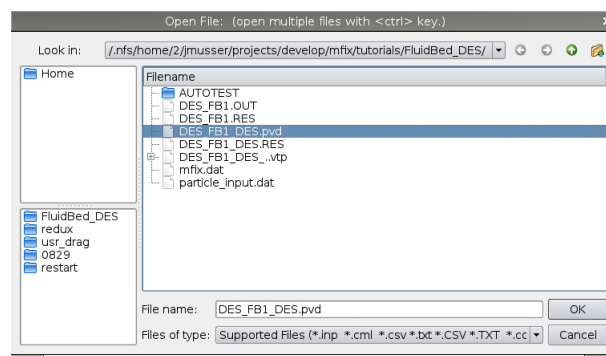 Open File: (open multiple files with <ctrl> key.)
Look in: /.nfs/home/2/jmusser/projects/develop/mfix/tutorials/FluidBed_DES/
Home
Filename
AUTOTEST
DES_FB1.OUT
DES_FB1.RES
DES_FB1_DES.pvd
DES_FB1_DES.RES
DES_FB1_DES_..vtp
mfix.dat
particle_input.dat
FluidBed_DES
redux
usr_drag
0829
restart
File name: DES_FB1_DES.pvd OK
Files of type: Supported Files (*.inp *.cml *.csv *.txt *.CSV *.TXT *.cc Cancel